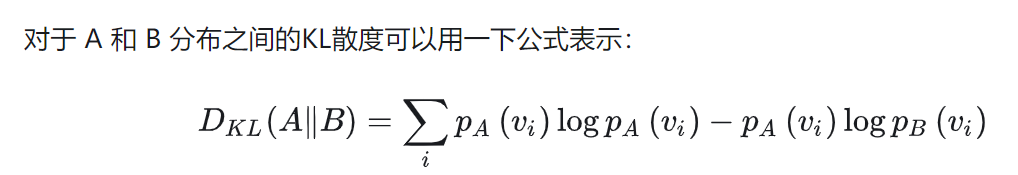 对于 A 和 B 分布之间的KL散度可以用一下公式表示：
$D_{KL}(A\|B) = \sum_{i} p_A(v_i) \log p_A(v_i) - p_A(v_i) \log p_B(v_i)$